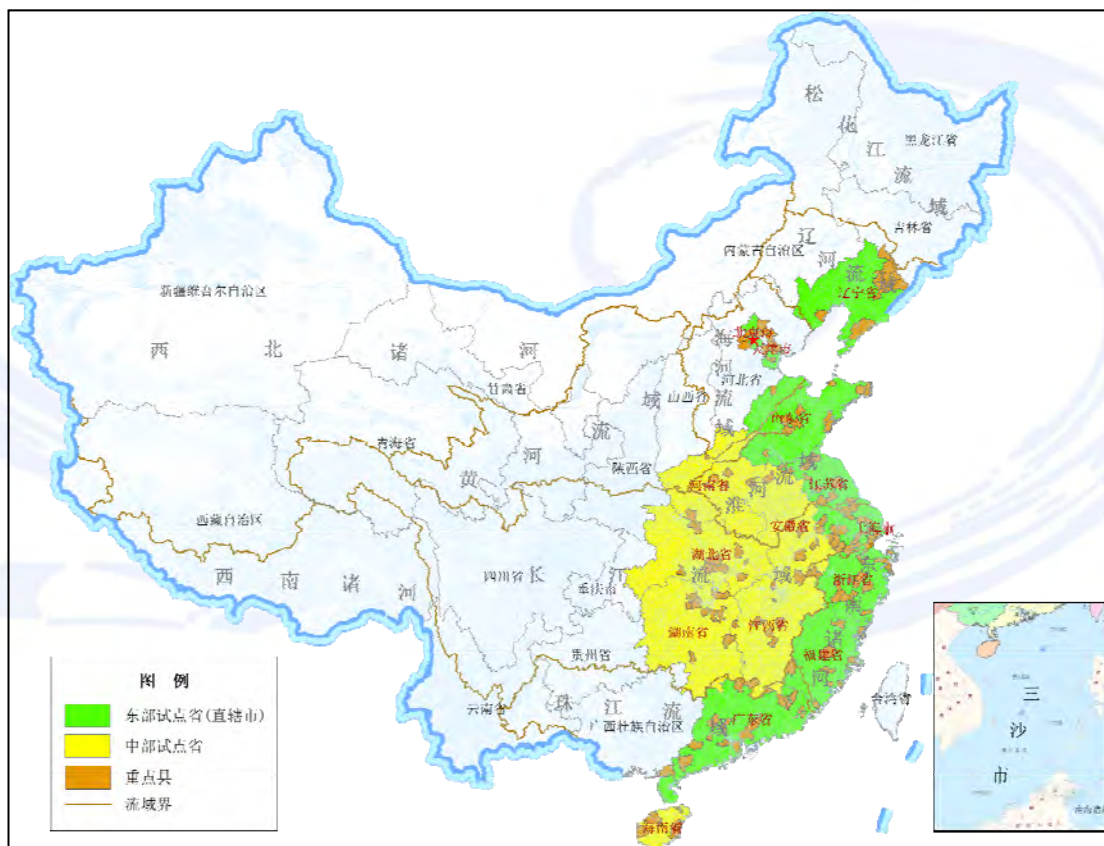 松花江流域
黑龙江省
吉林省
内蒙古自治区
辽河流域
辽宁省
新疆维吾尔自治区
西北诸河
北京市
天津市
海河流域
河北省
甘肃省
山西省
青海省
黄河流域
山东省
陕西省
河南省
淮河流域
江苏省
西藏自治区
安徽省
上海市
湖北省
西南诸河
四川省
长江流域
重庆市
浙江省
东南诸河
湖南省
江西省
贵州省
福建省
台湾省
云南省
珠江流域
广西壮族自治区
广东省
海南省
图 例
东部试点省(直辖市)
中部试点省
重点县
流域界
三沙市